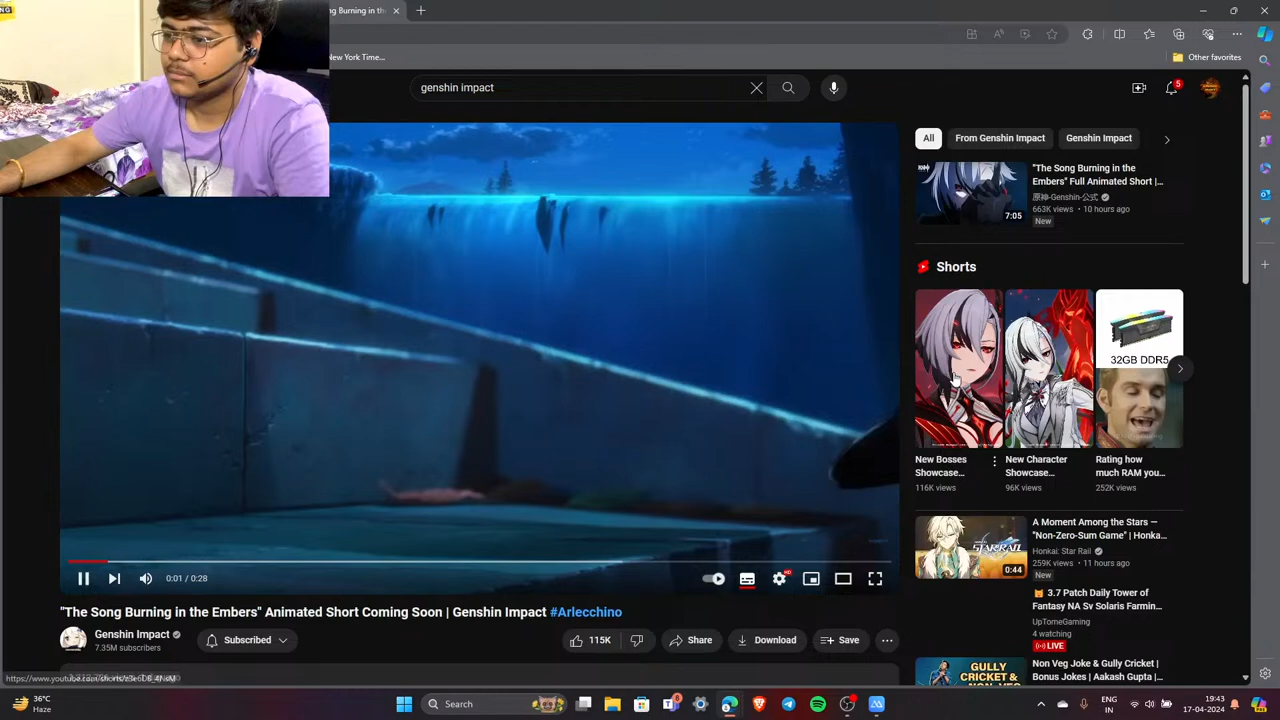 ng Burning in the
New York Time...
Other favorites
genshin impact
5
All
From Genshin Impact
Genshin Impact
"The Song Burning in the
Embers" Full Animated Short |...
原神-Genshin-公式
663K views • 10 hours ago
New
7:05
Shorts
32GB DDR5
New Bosses
Showcase...
116K views
New Character
Showcase...
96K views
Rating how
much RAM you...
252K views
A Moment Among the Stars —
"Non-Zero-Sum Game" | Honka...
Honkai: Star Rail
259K views • 11 hours ago
New
0:44
3.7 Patch Daily Tower of
Fantasy NA Sv Solaris Farmin...
UpTomeGaming
4 watching
LIVE
Non Veg Joke & Gully Cricket |
Bonus Jokes | Aakash Gupta |...
GULLY
CRICKET &
0:01 / 0:28
HD
"The Song Burning in the Embers" Animated Short Coming Soon | Genshin Impact #Arlecchino
Genshin Impact
7.35M subscribers
Subscribed
115K
Share
Download
Save
36°C
Haze
Search
8
ENG
IN
19:43
17-04-2024